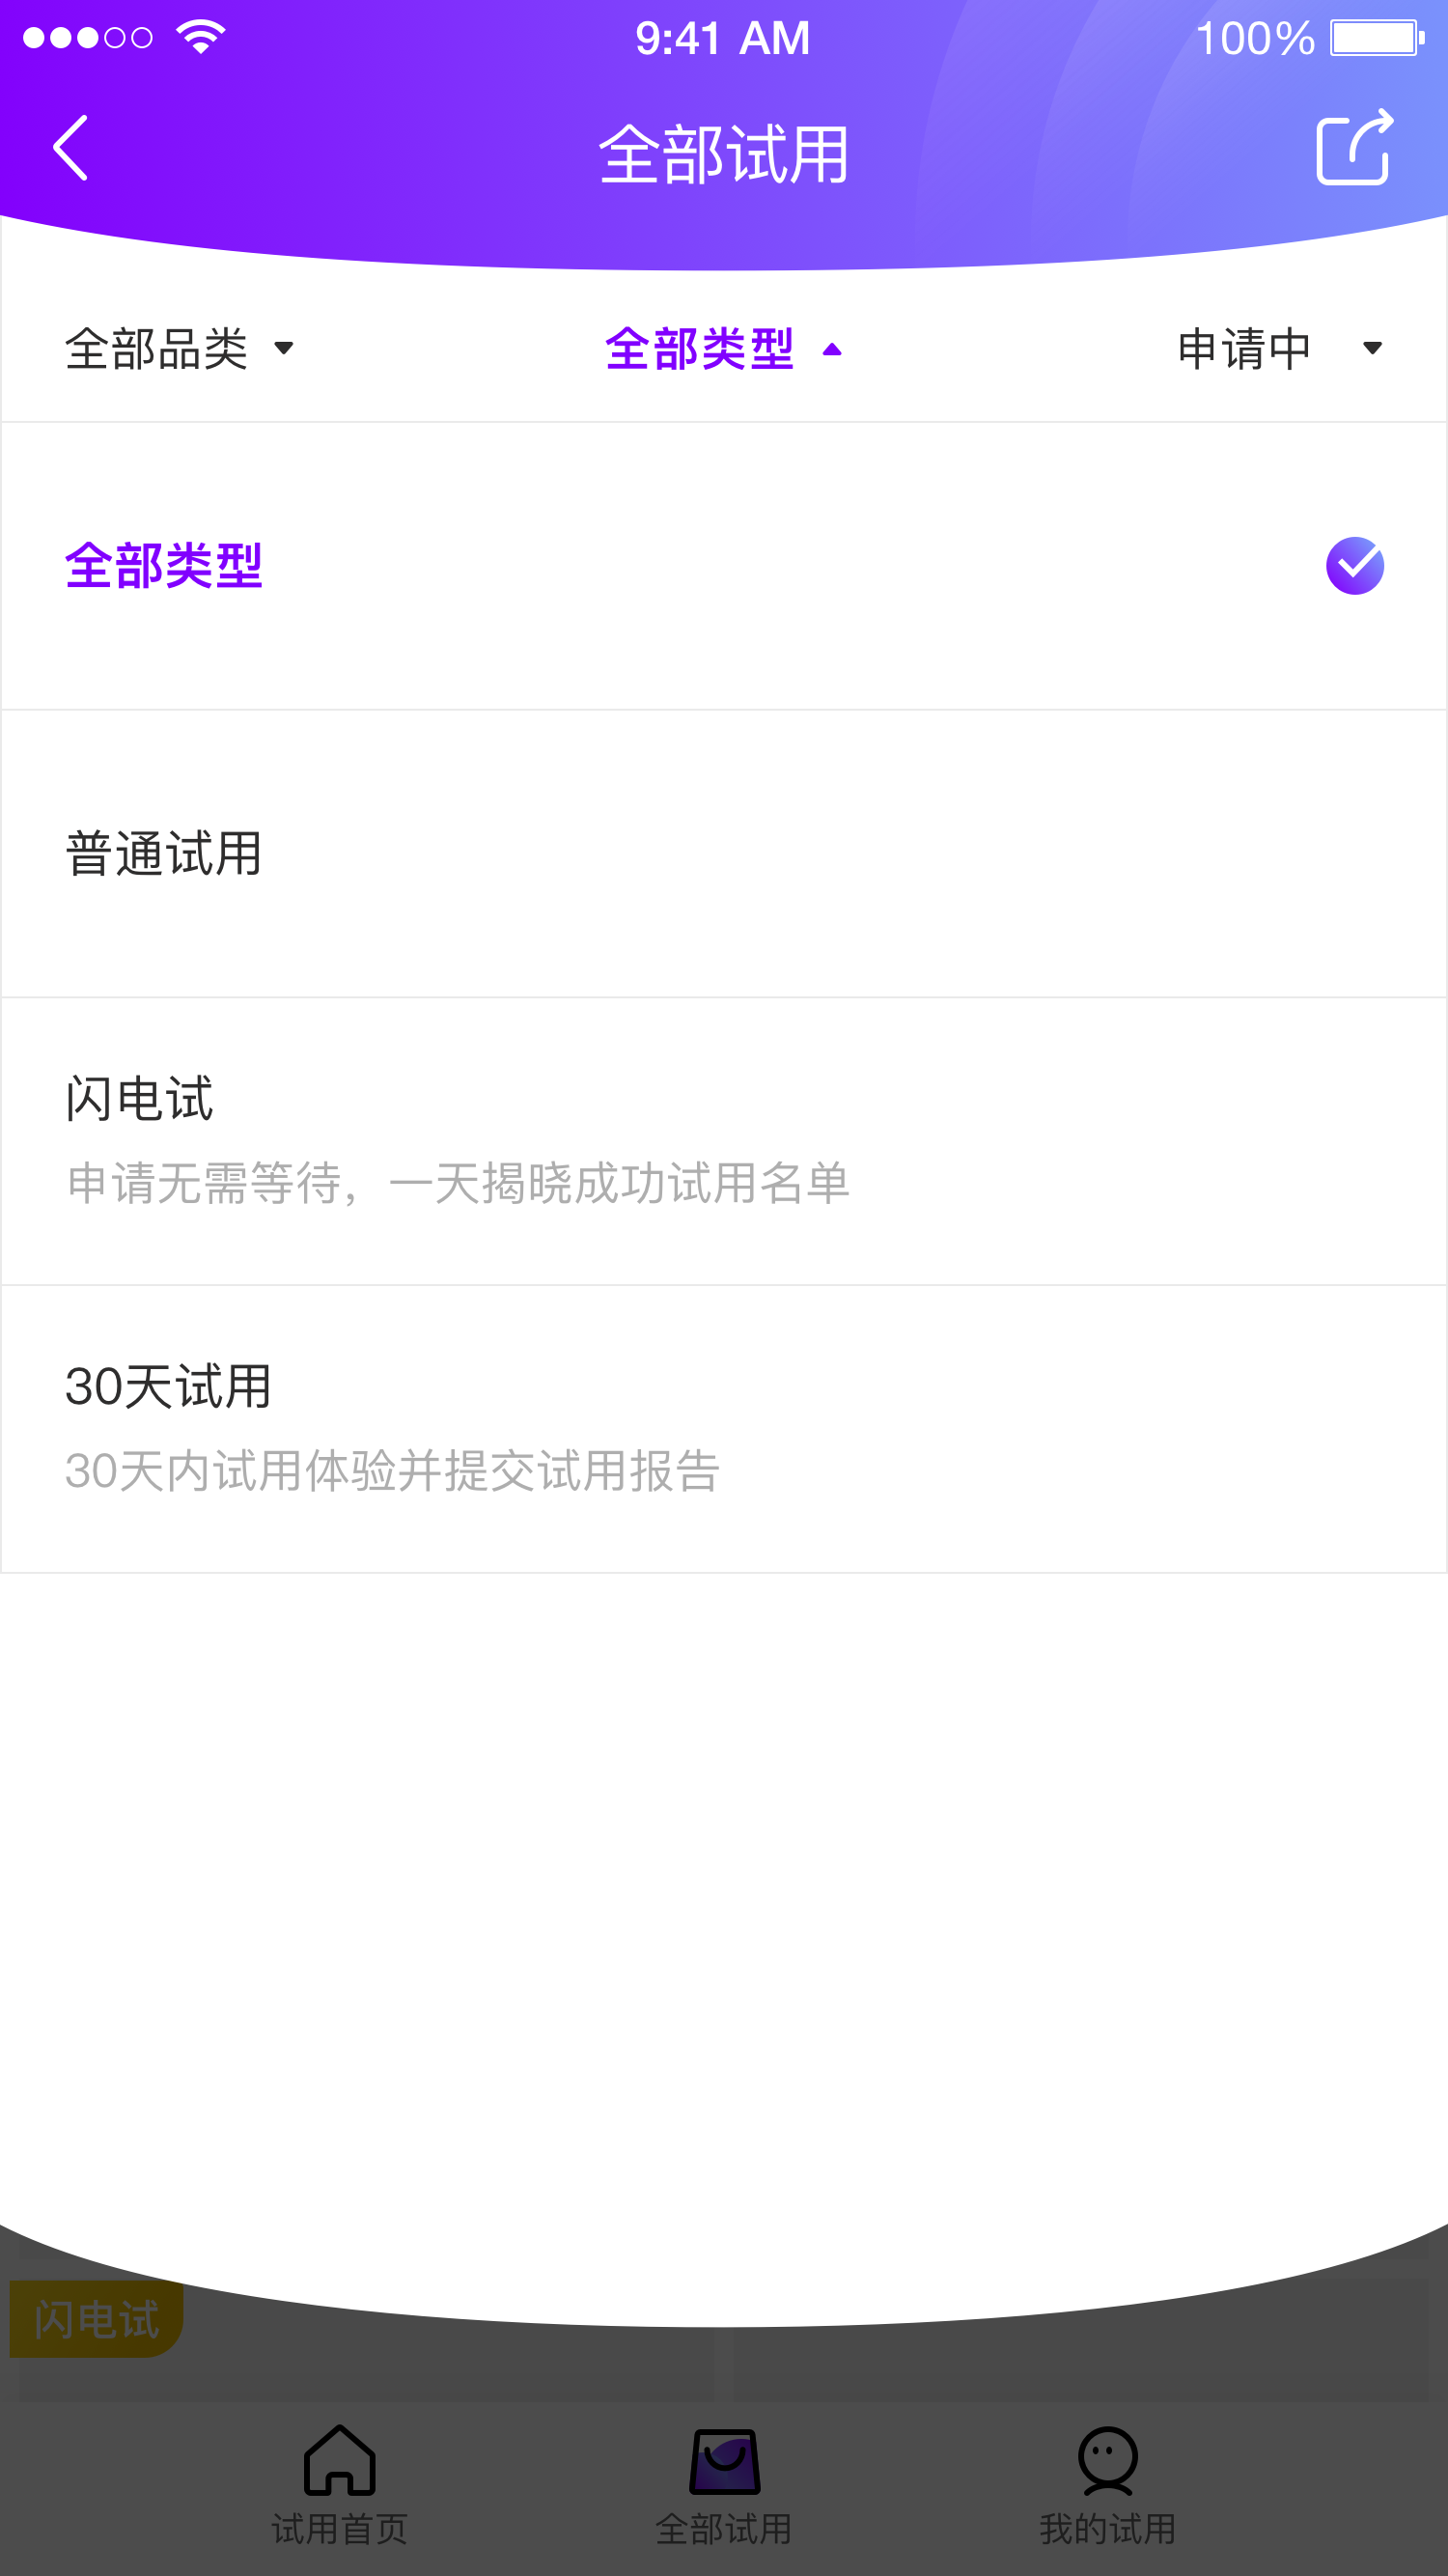 9:41 AM 100%
全部试用
全部品类 全部类型 申请中
全部类型
普通试用
闪电试
申请无需等待，一天揭晓成功试用名单
30天试用
30天内试用体验并提交试用报告
闪电试
试用首页 全部试用 我的试用